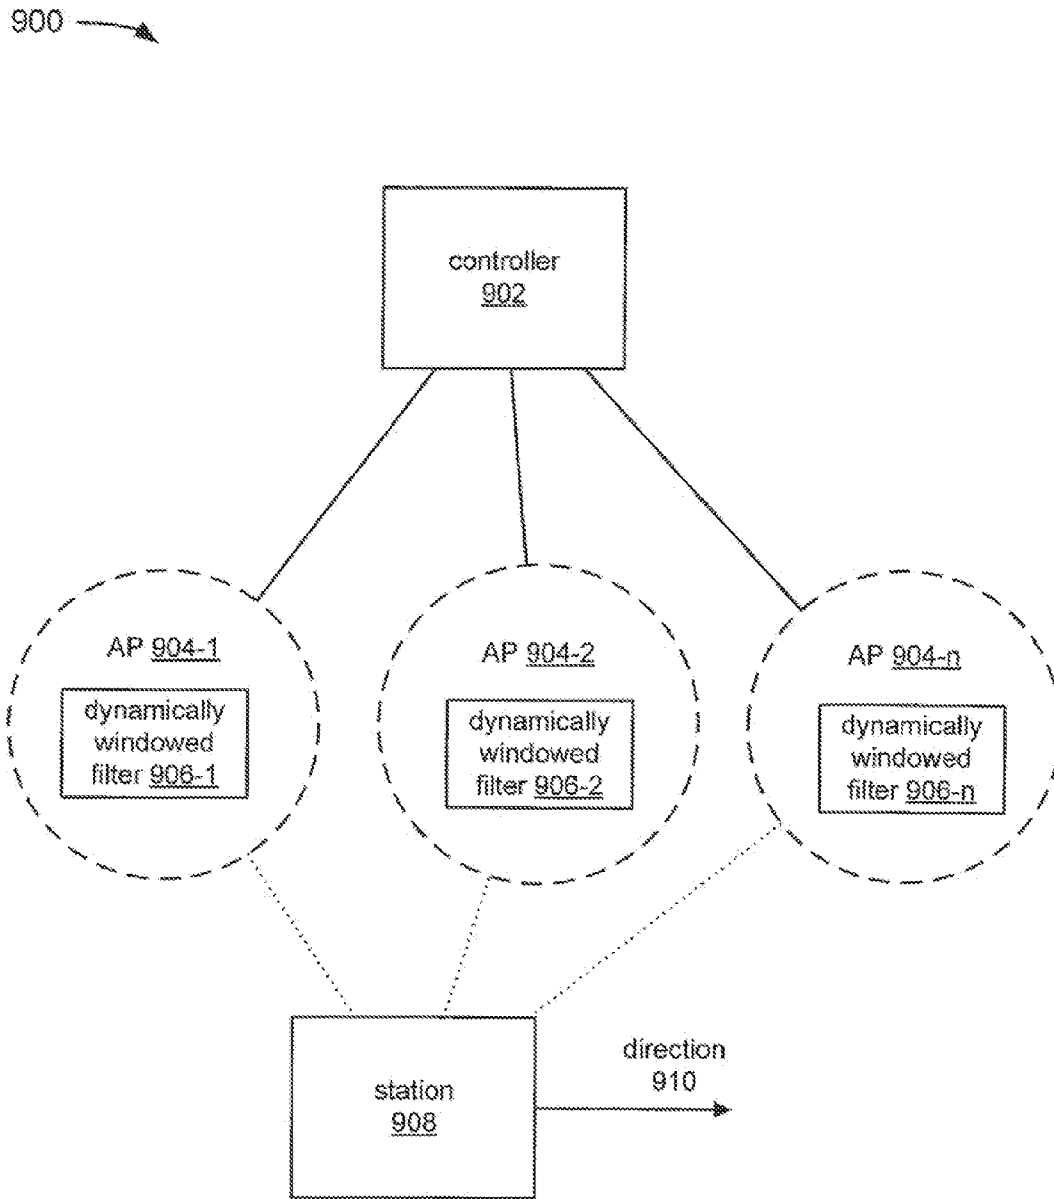 900
controller
902
AP 904-1
dynamically
windowed
filter 906-1
AP 904-2
dynamically
windowed
filter 906-2
AP 904-n
dynamically
windowed
filter 906-n
station
908
direction
910